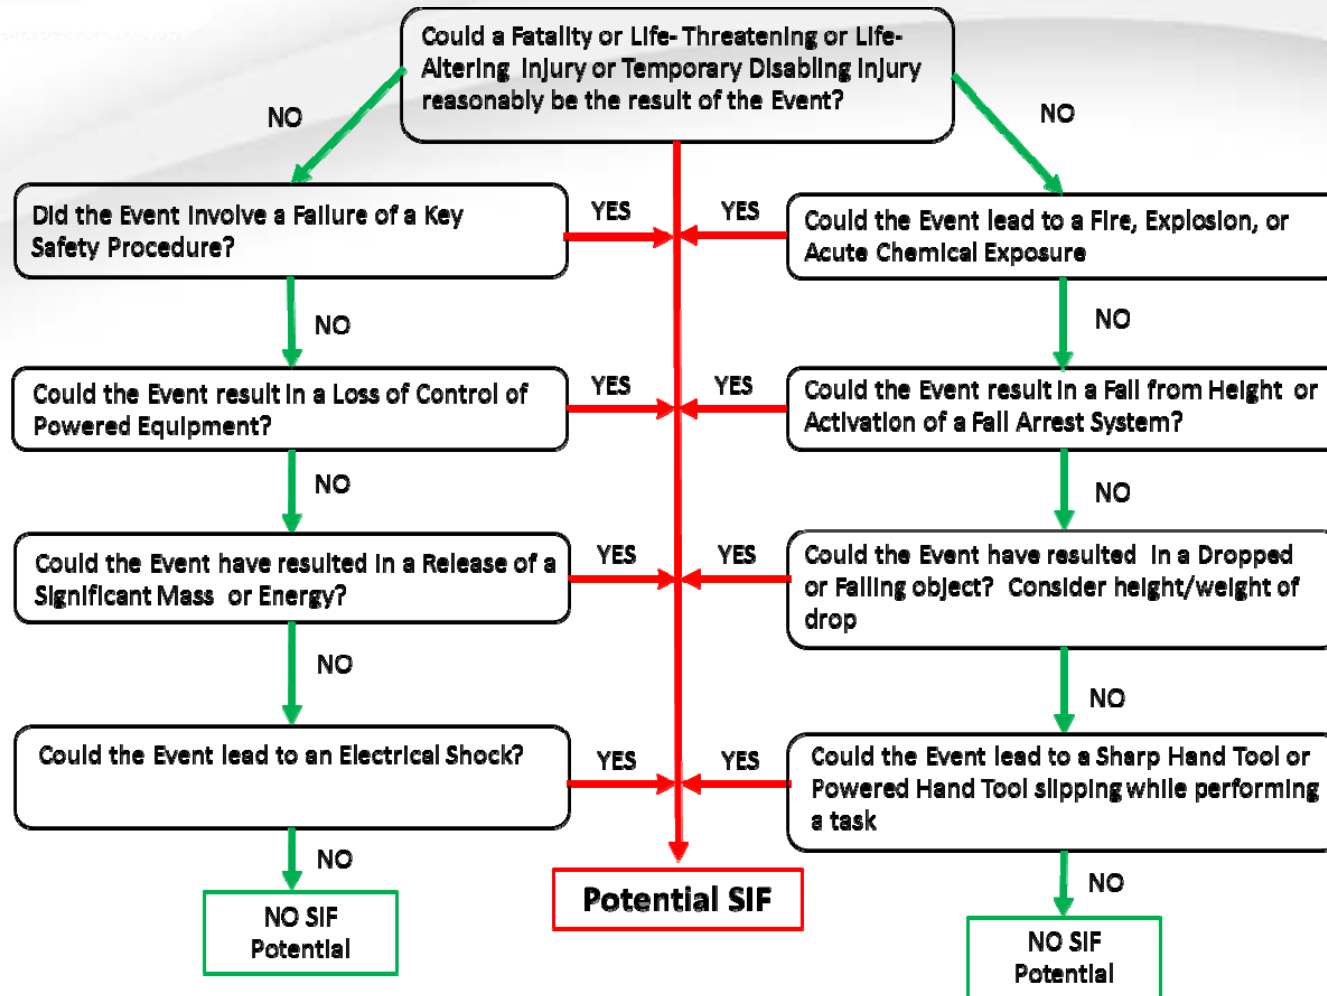 Could a Fatality or Life- Threatening or Life-
Altering Injury or Temporary Disabling Injury
reasonably be the result of the Event?
NO
NO
Did the Event Involve a Failure of a Key
Safety Procedure?
YES
YES
Could the Event lead to a Fire, Explosion, or
Acute Chemical Exposure
NO
NO
Could the Event result in a Loss of Control of
Powered Equipment?
YES
YES
Could the Event result in a Fall from Height or
Activation of a Fall Arrest System?
NO
NO
Could the Event have resulted in a Release of a
Significant Mass or Energy?
YES
YES
Could the Event have resulted in a Dropped
or Falling object? Consider height/weight of
drop
NO
NO
Could the Event lead to an Electrical Shock?
YES
YES
Could the Event lead to a Sharp Hand Tool or
Powered Hand Tool slipping while performing
a task
NO
NO
NO SIF
Potential
Potential SIF
NO SIF
Potential